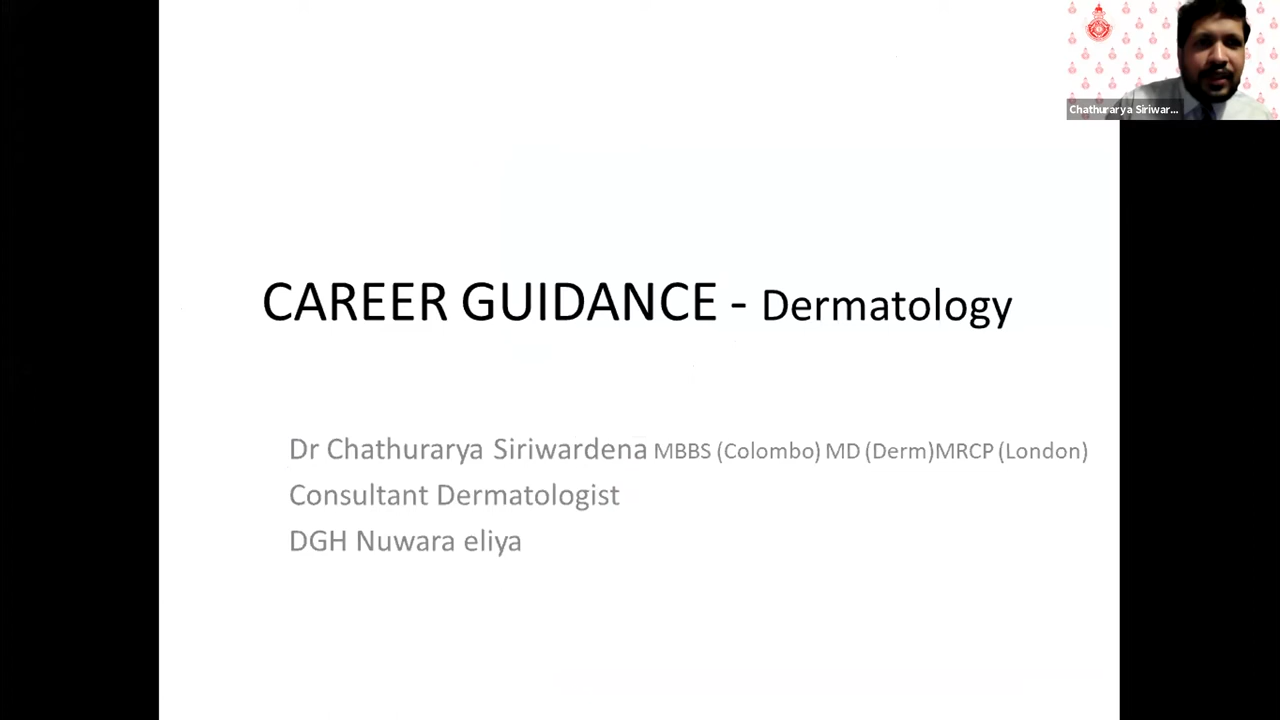 Chathurarya Siriwar...
CAREER GUIDANCE - Dermatology
Dr Chathurarya Siriwardena MBBS (Colombo) MD (Derm)MRCP (London)
Consultant Dermatologist
DGH Nuwara eliya